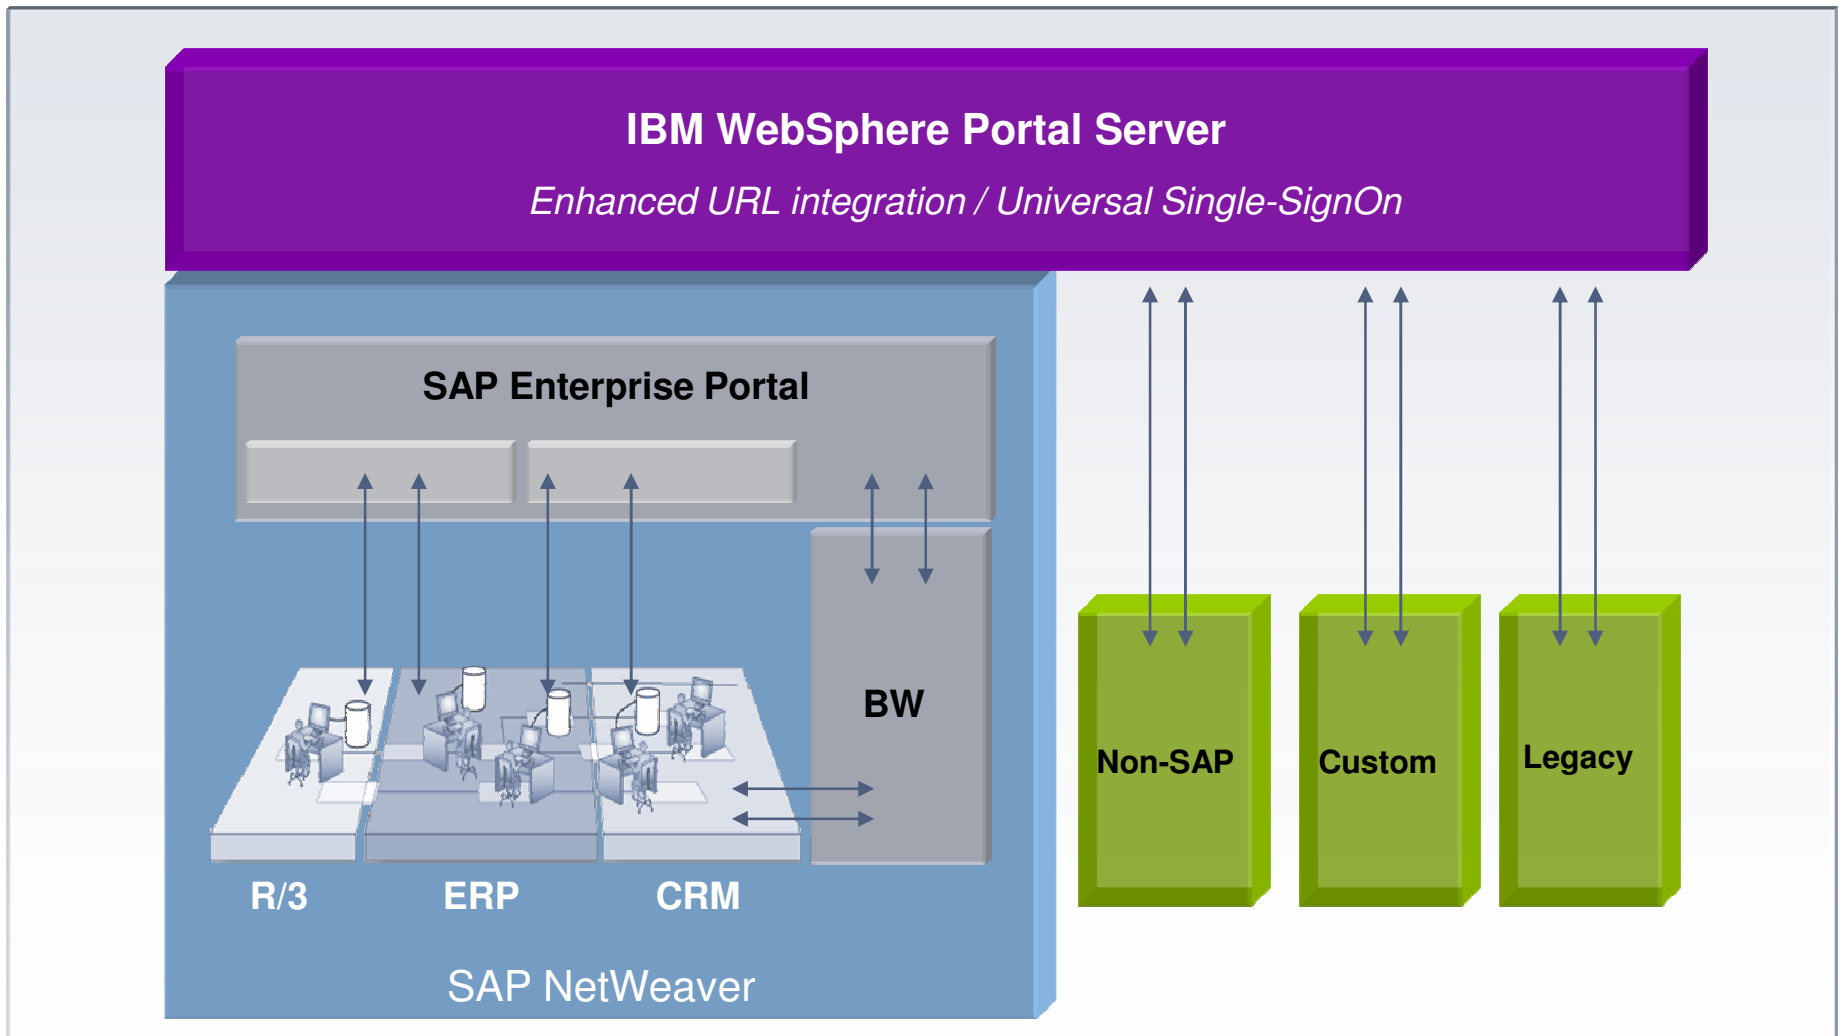 IBM WebSphere Portal Server
Enhanced URL integration / Universal Single-SignOn
SAP Enterprise Portal
BW
Non-SAP
Custom
Legacy
R/3
ERP
CRM
SAP NetWeaver